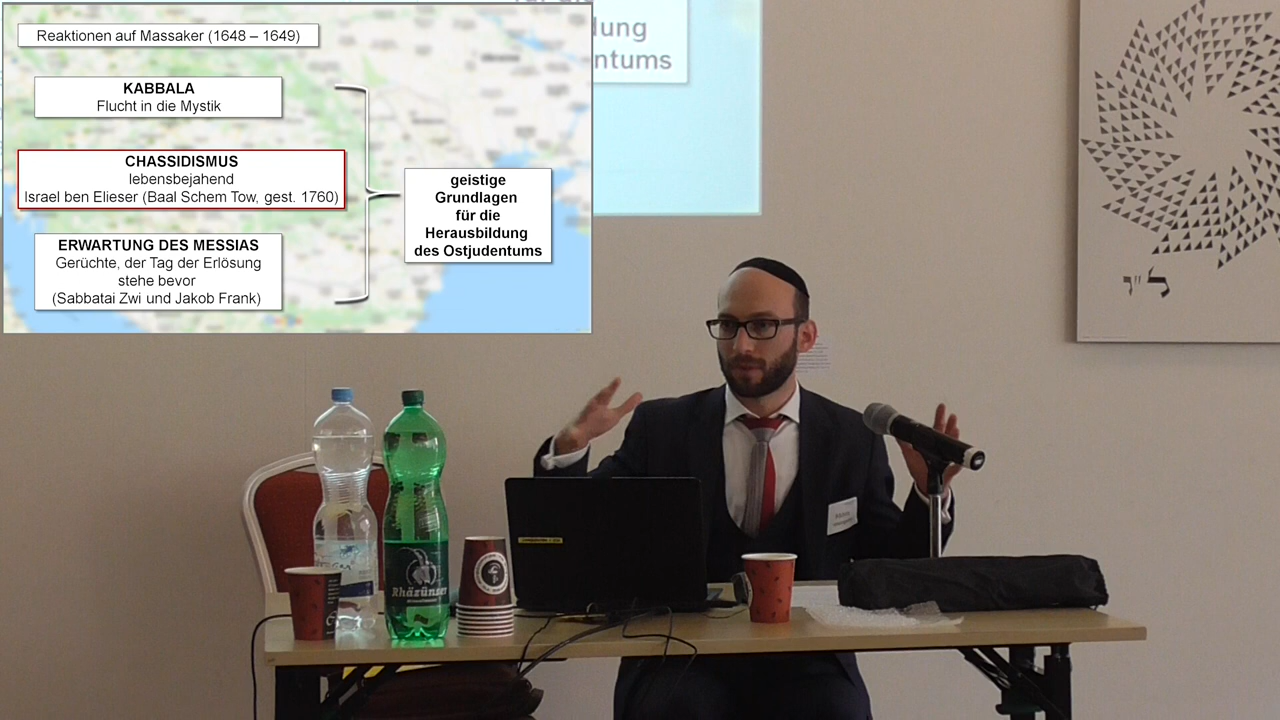 Reaktionen auf Massaker (1648 – 1649)
KABBALA
Flucht in die Mystik
CHASSIDISMUS
lebensbejahend
Israel ben Elieser (Baal Schem Tow, gest. 1760)
ERWARTUNG DES MESSIAS
Gerüchte, der Tag der Erlösung
stehe bevor
(Sabbatai Zwi und Jakob Frank)
geistige
Grundlagen
für die
Herausbildung
des Ostjudentums
dung
ntums
Rhäzünser